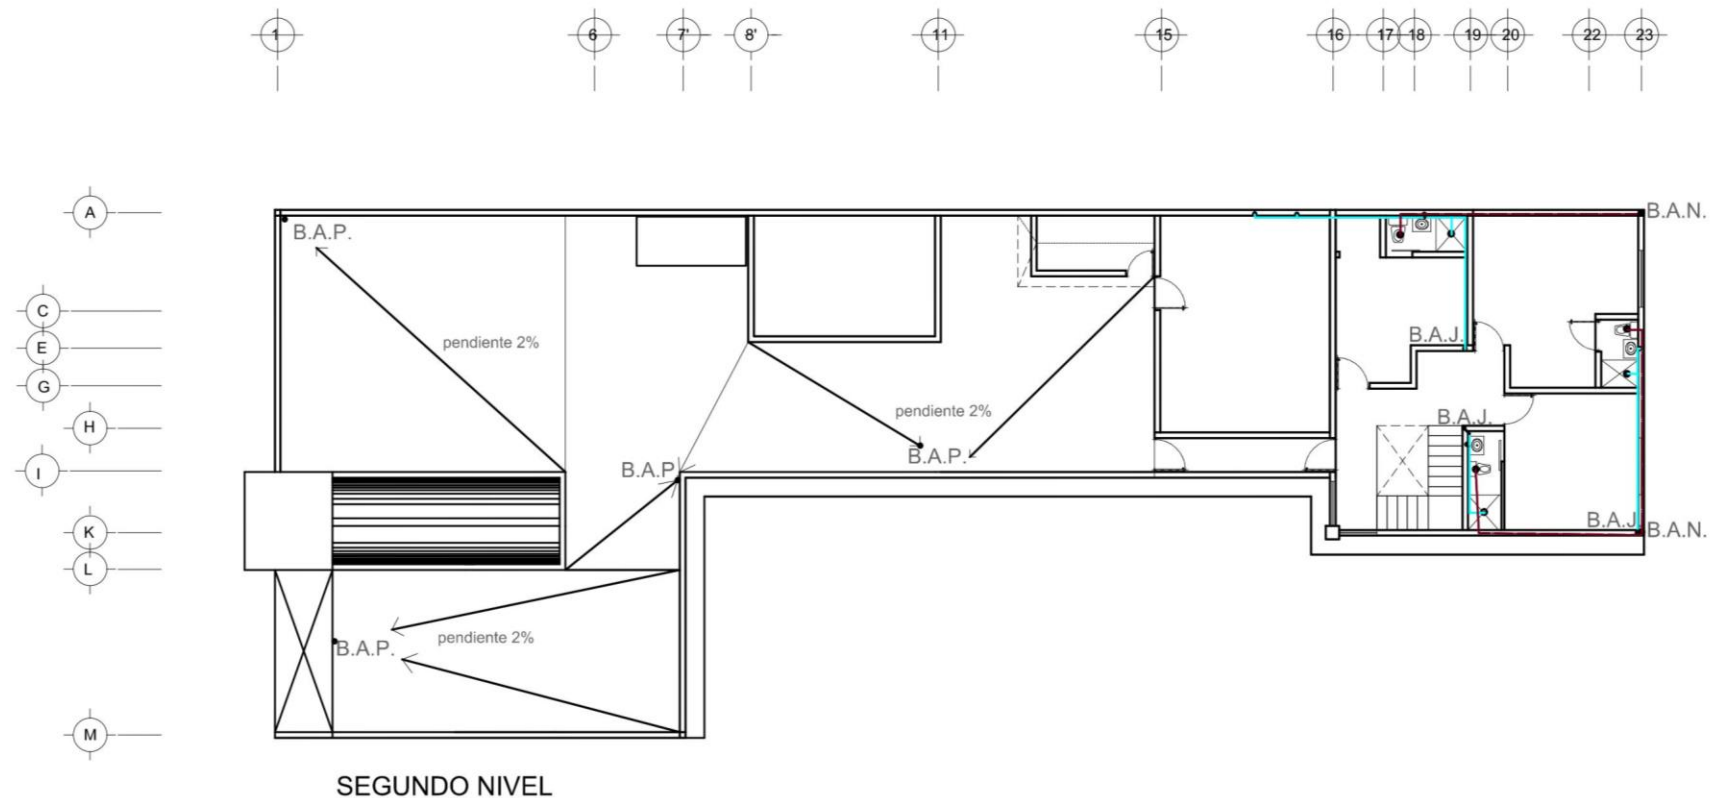 1 6 7' 8' 11 15 16 17 18 19 20 22 23
A
B.A.N.
B.A.P.
C
E
pendiente 2%
B.A.J.
G
pendiente 2%
H
B.A.J.
B.A.P.
I
B.A.P
K
B.A.J
B.A.N.
L
pendiente 2%
B.A.P.
M
SEGUNDO NIVEL